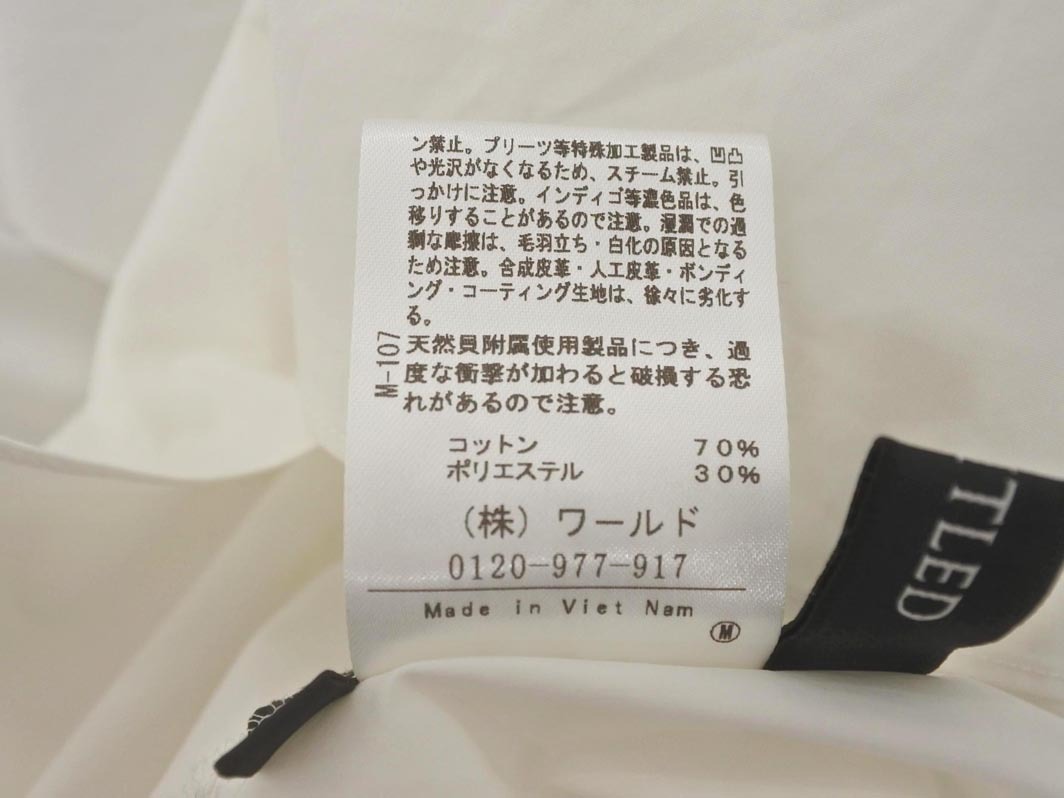 ン禁止。プリーツ等特殊加工製品は、凹凸
や光沢がなくなるため、スチーム禁止。引
っかけに注意。インディゴ等濃色品は、色
移りすることがあるので注意。湿潤での過
剰な摩擦は、毛羽立ち・白化の原因となる
ため注意。合成皮革・人工皮革・ボンディ
ング・コーティング生地は、徐々に劣化す
る。
M-107
天然貝附属使用製品につき、過
度な衝撃が加わると破損する恐
れがあるので注意。
コットン 70%
ポリエステル 30%
(株) ワールド
0120-977-917
Made in Viet Nam
M
TLED